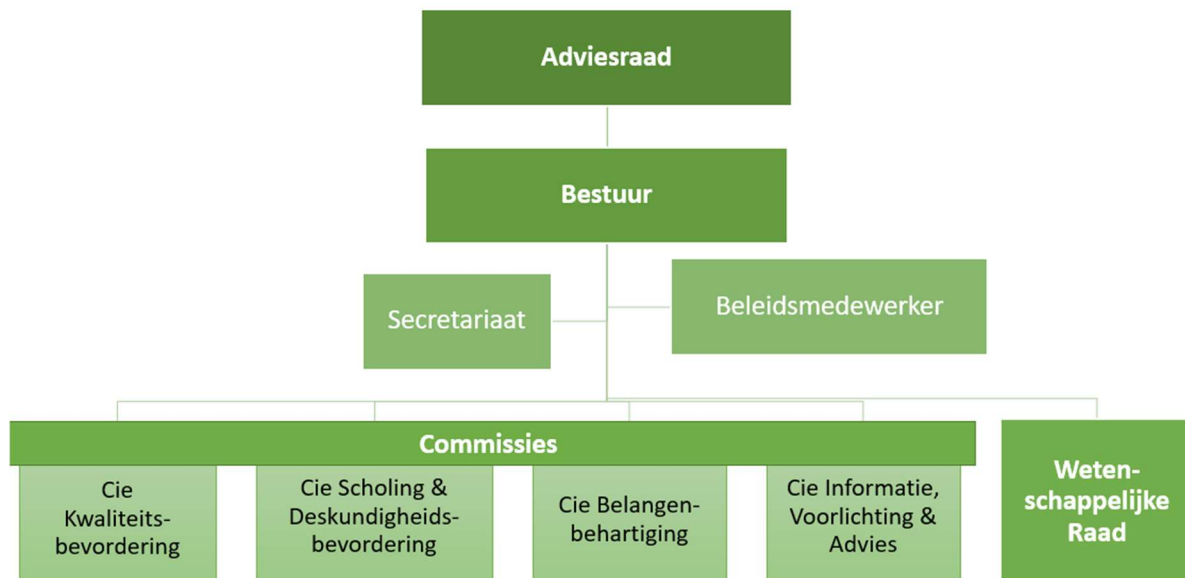 Adviesraad
Bestuur
Secretariaat
Beleidsmedewerker
Commissies
Cie
Kwaliteits-
bevordering
Cie Scholing &
Deskundigheids-
bevordering
Cie Belangen-
behartiging
Cie Informatie,
Voorlichting &
Advies
Weten-
schappelijke
Raad